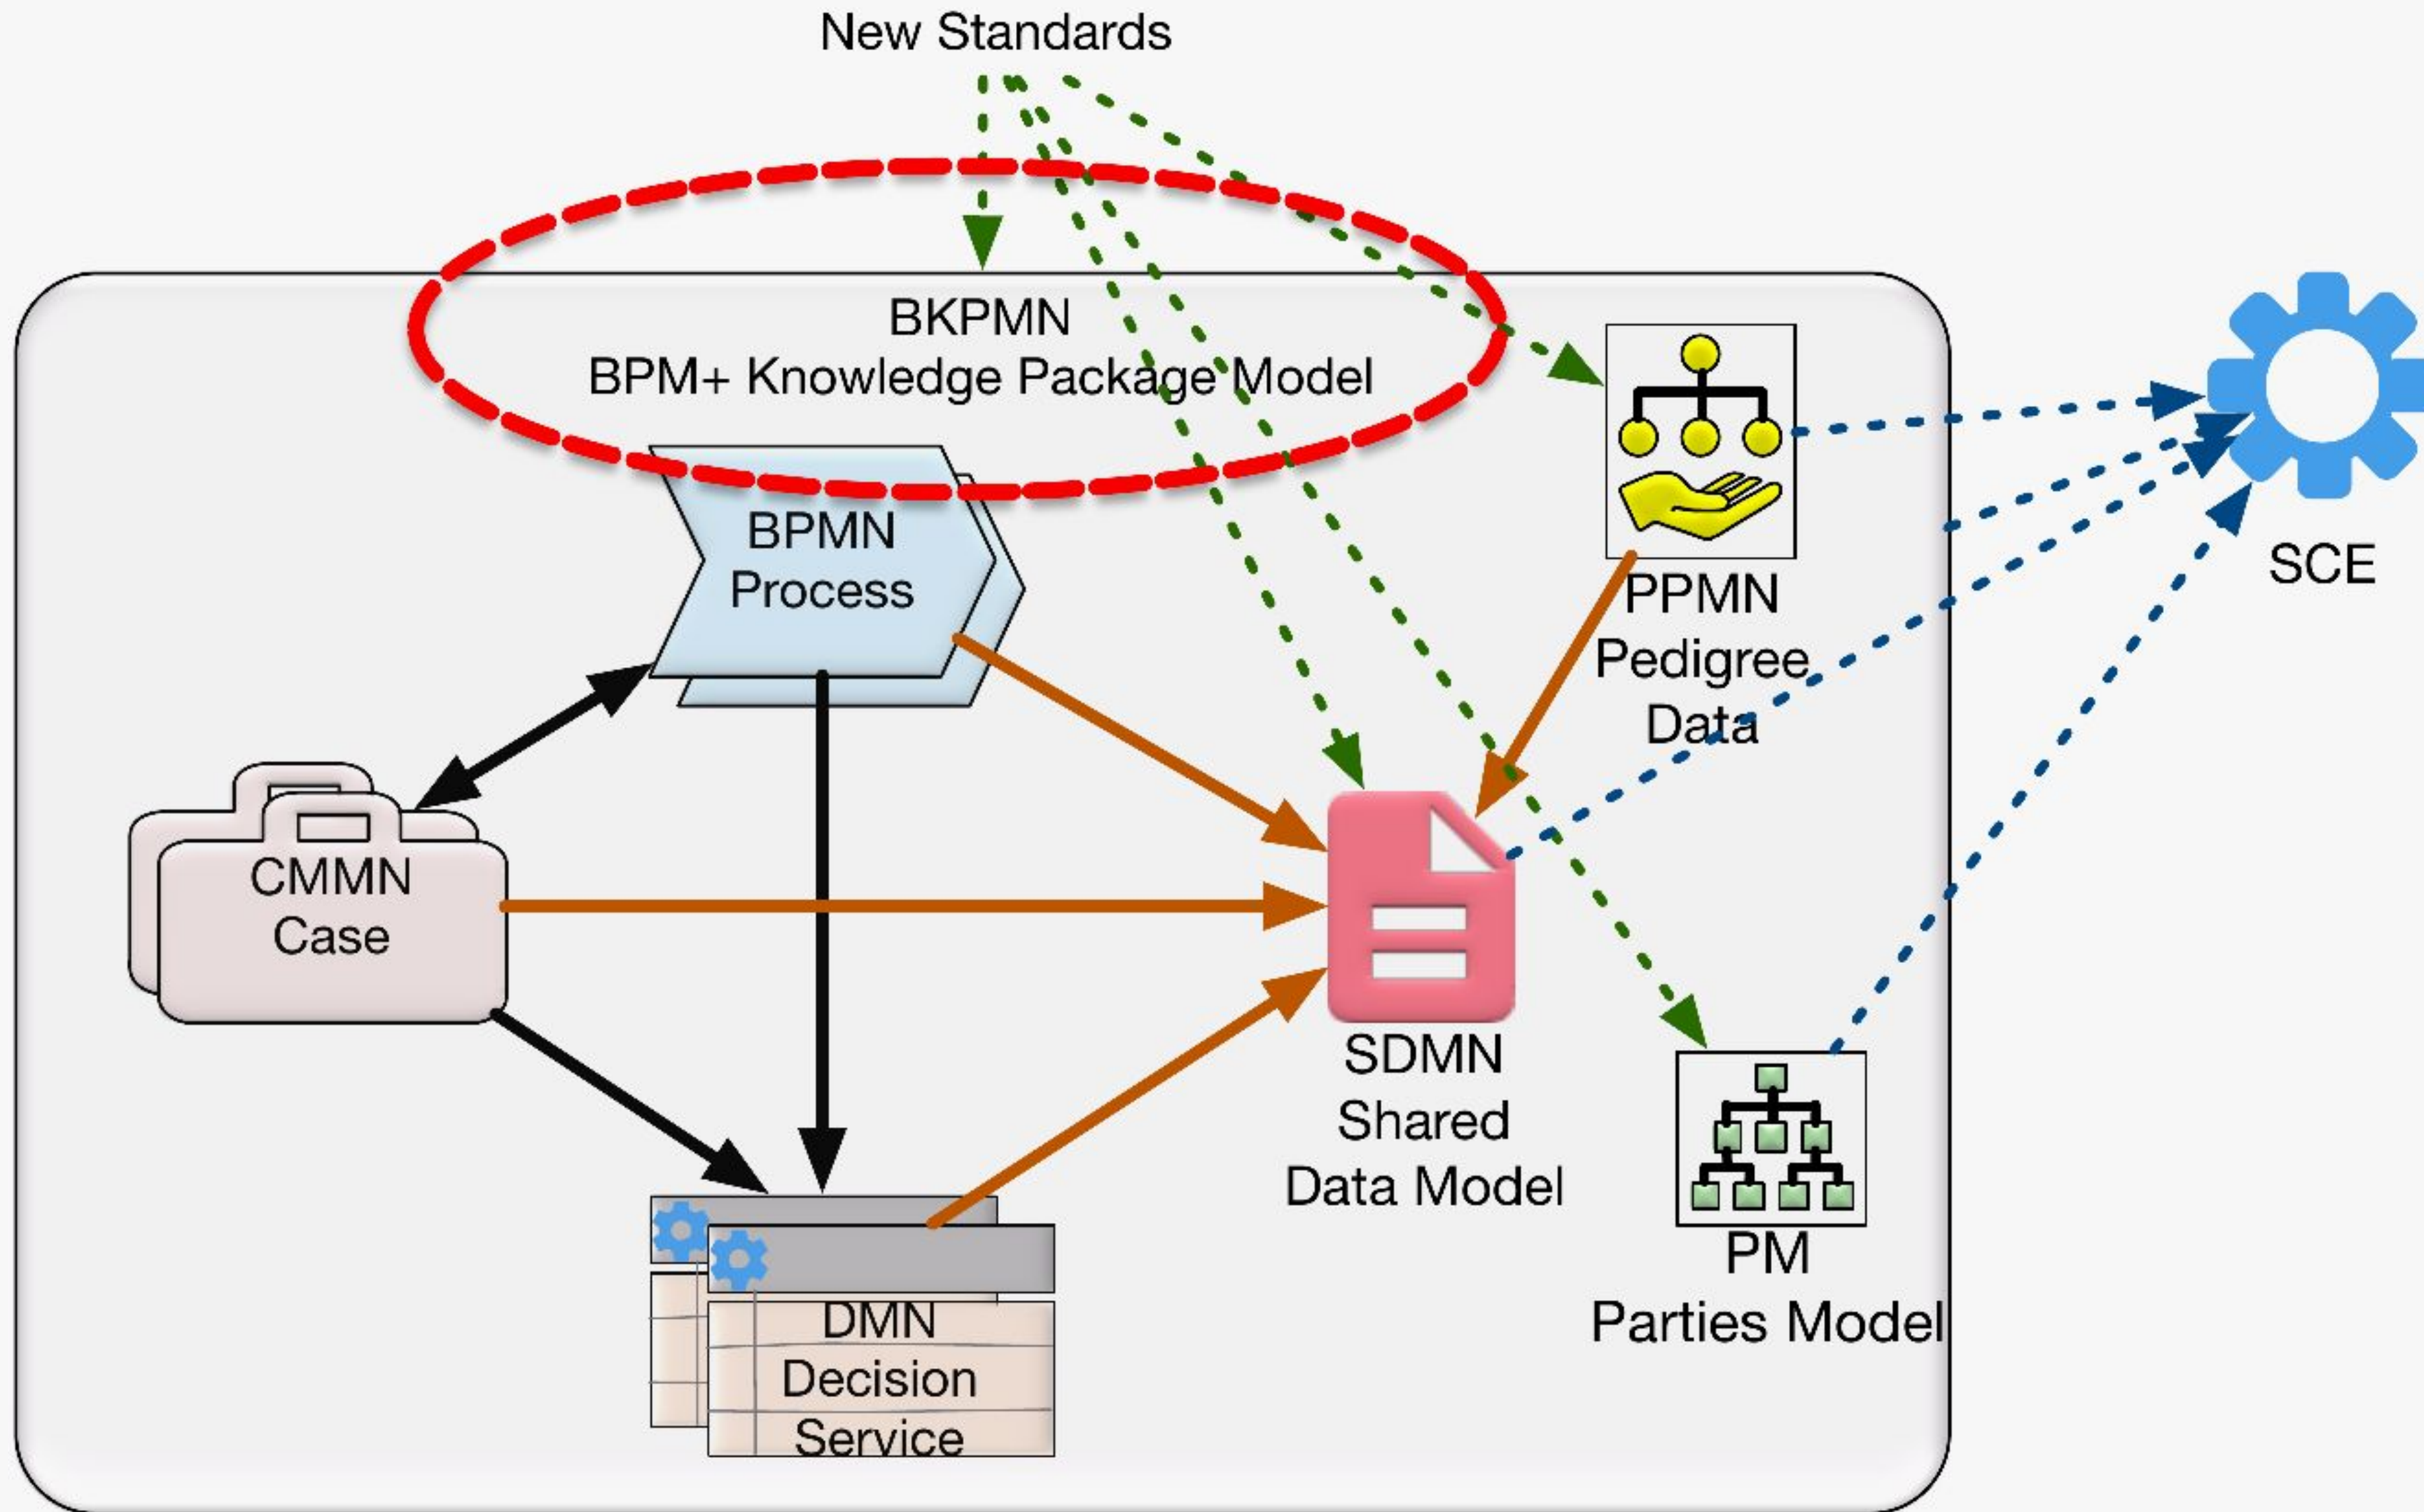 New Standards
BKPMN
BPM+ Knowledge Package Model
BPMN
Process
PPMN
Pedigree
Data
SCE
CMMN
Case
SDMN
Shared
Data Model
PM
Parties Model
DMN
Decision
Service